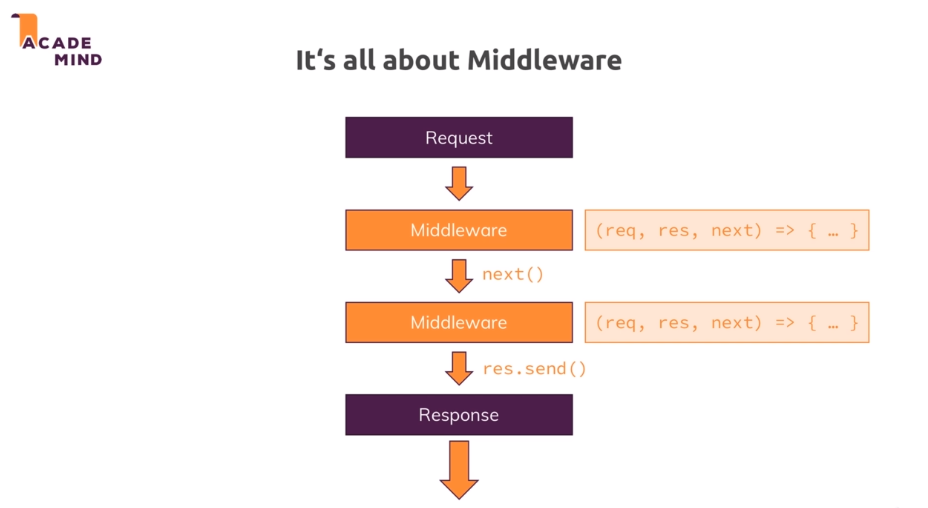 ACADE
MIND
It‘s all about Middleware
Request
Middleware
(req, res, next) => { … }
next()
Middleware
(req, res, next) => { … }
res.send()
Response